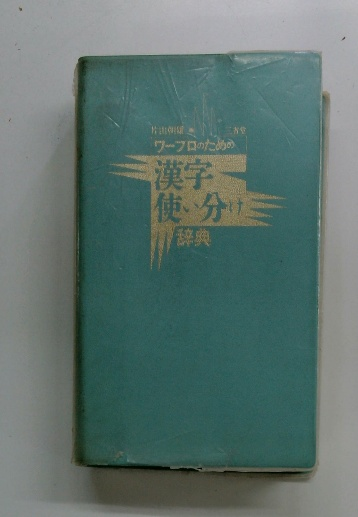 片山朝雄 三省堂
ワープロのための
漢字
使い分け
辞典